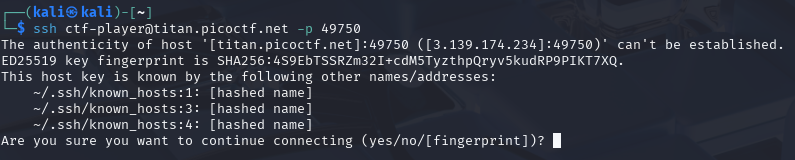 ┌──(kali㉿kali)-[~]
└─$ ssh ctf-player@titan.picoctf.net -p 49750
The authenticity of host '[titan.picoctf.net]:49750 ([3.139.174.234]:49750)' can't be established.
ED25519 key fingerprint is SHA256:4S9EbTSSRZm32I+cdM5TyzthpQryv5kudRP9PIKT7XQ.
This host key is known by the following other names/addresses:
    ~/.ssh/known_hosts:1: [hashed name]
    ~/.ssh/known_hosts:3: [hashed name]
    ~/.ssh/known_hosts:4: [hashed name]
Are you sure you want to continue connecting (yes/no/[fingerprint])?